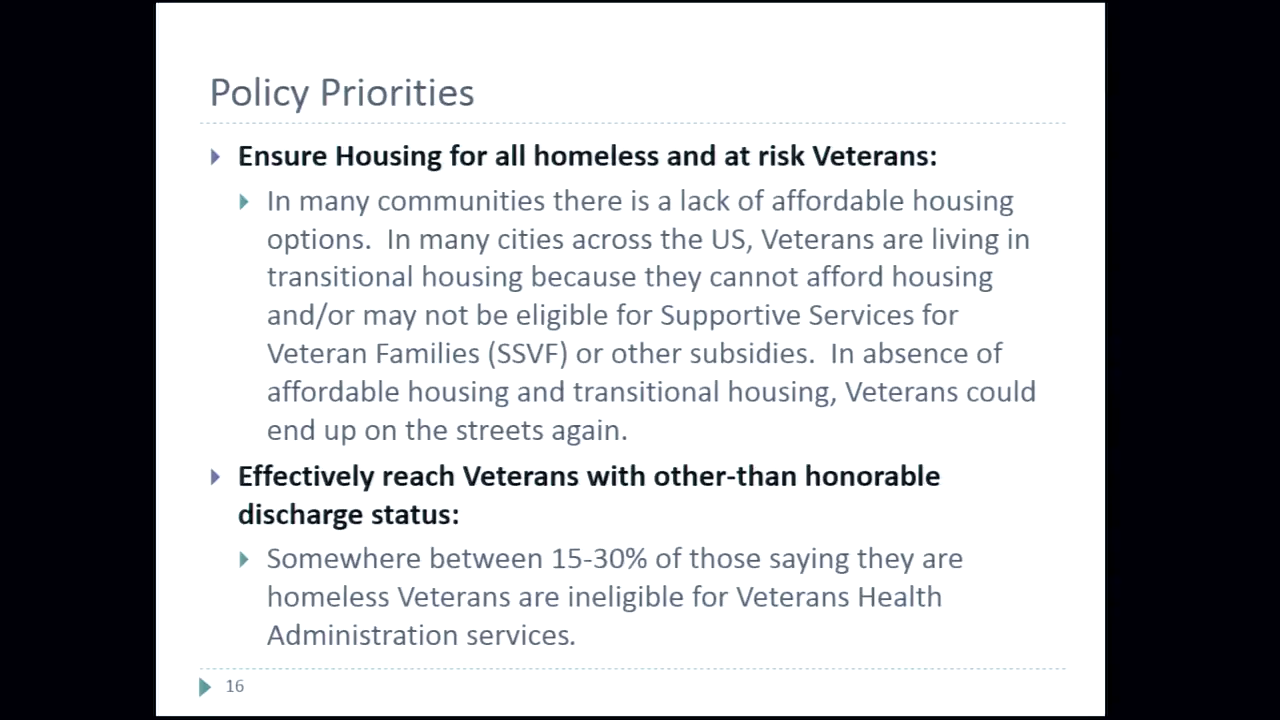 Policy Priorities
Ensure Housing for all homeless and at risk Veterans:
In many communities there is a lack of affordable housing
options.  In many cities across the US, Veterans are living in
transitional housing because they cannot afford housing
and/or may not be eligible for Supportive Services for
Veteran Families (SSVF) or other subsidies.  In absence of
affordable housing and transitional housing, Veterans could
end up on the streets again.
Effectively reach Veterans with other-than honorable
discharge status:
Somewhere between 15-30% of those saying they are
homeless Veterans are ineligible for Veterans Health
Administration services.
16